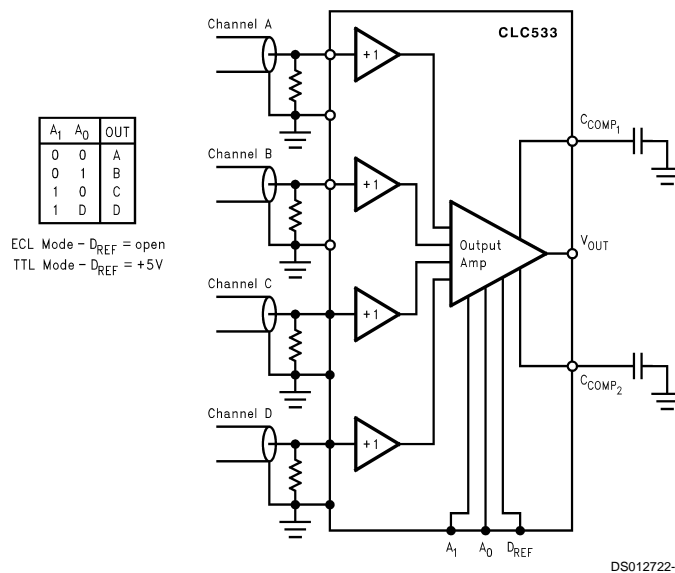 Channel A
CLC533
+1
CCOMP1
A1 A0 OUT
0 0 A
0 1 B
1 0 C
1 D D
ECL Mode – DREF = open
TTL Mode – DREF = +5V
Channel B
+1
Output
Amp
VOUT
Channel C
+1
CCOMP2
Channel D
+1
A1 A0 DREF
DS012722-